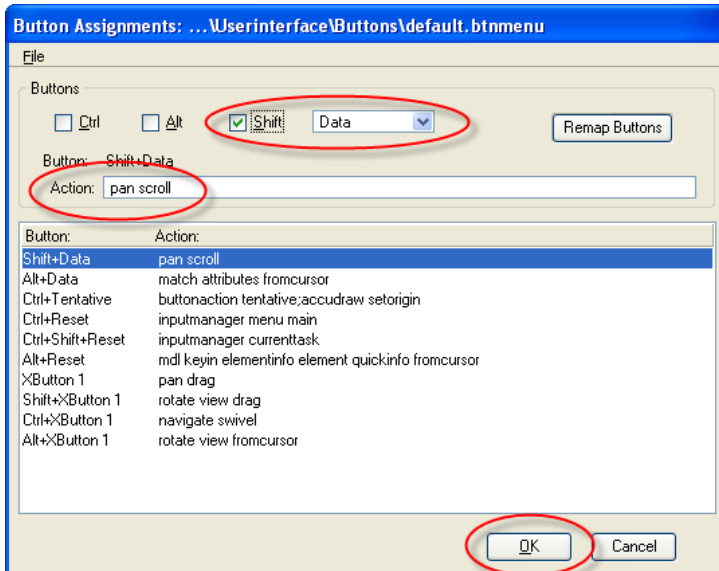 Button Assignments: ...\Userinterface\Buttons\default.btnmenu
File
Buttons
Ctrl Alt Shift Data Remap Buttons
Button: Shift+Data
Action: pan scroll
Button: Action:
Shift+Data pan scroll
Alt+Data match attributes fromcursor
Ctrl+Tentative buttonaction tentative;accudraw setorigin
Ctrl+Reset inputmanager menu main
Ctrl+Shift+Reset inputmanager currenttask
Alt+Reset mdl keyin elementinfo element quickinfo fromcursor
XButton 1 pan drag
Shift+XButton 1 rotate view drag
Ctrl+XButton 1 navigate swivel
Alt+XButton 1 rotate view fromcursor
OK Cancel